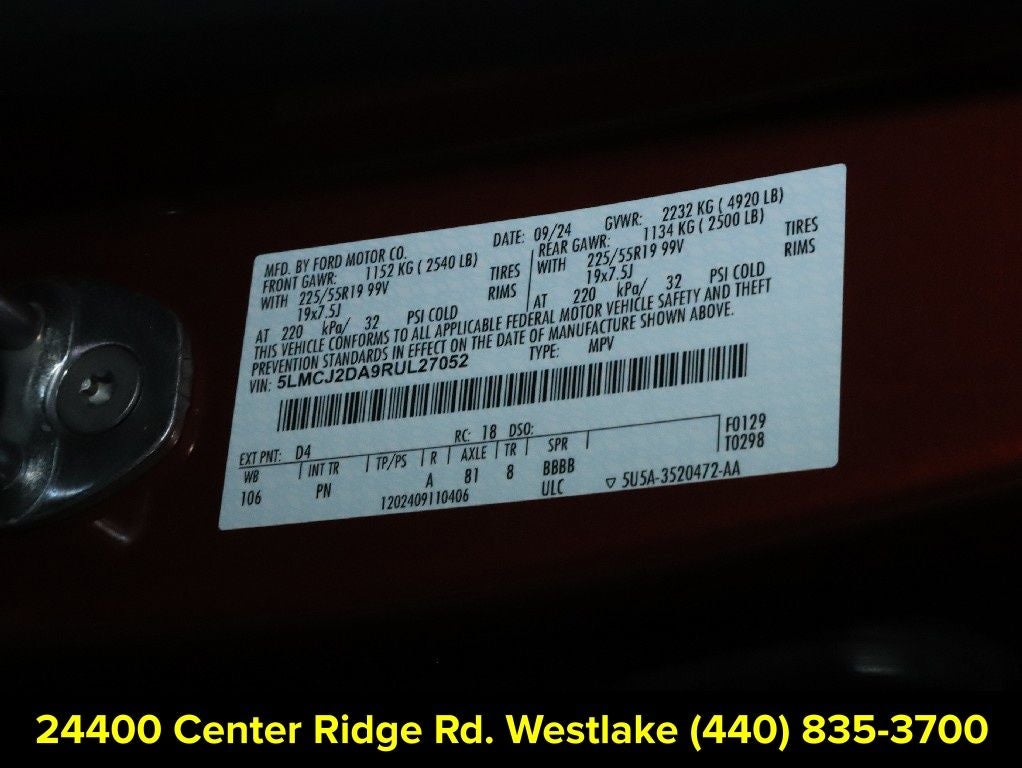 MFD. BY FORD MOTOR CO.
DATE: 09/24
GVWR: 2232 KG ( 4920 LB)
FRONT GAWR: 1152 KG ( 2540 LB)
WITH 225/55R19 99V TIRES
19x7.5J RIMS
AT 220 kPa/ 32 PSI COLD
REAR GAWR: 1134 KG ( 2500 LB)
WITH 225/55R19 99V TIRES
19x7.5J RIMS
AT 220 kPa/ 32 PSI COLD
THIS VEHICLE CONFORMS TO ALL APPLICABLE FEDERAL MOTOR VEHICLE SAFETY AND THEFT
PREVENTION STANDARDS IN EFFECT ON THE DATE OF MANUFACTURE SHOWN ABOVE.
VIN: 5LMCJ2DA9RUL27052 TYPE: MPV
EXT PNT: D4 RC: 18 DSO: F0129
WB INT TR TP/PS R AXLE TR SPR T0298
106 PN A 81 8 BBBB
1202409110406 ULC ▽ 5U5A-3520472-AA
24400 Center Ridge Rd. Westlake (440) 835-3700